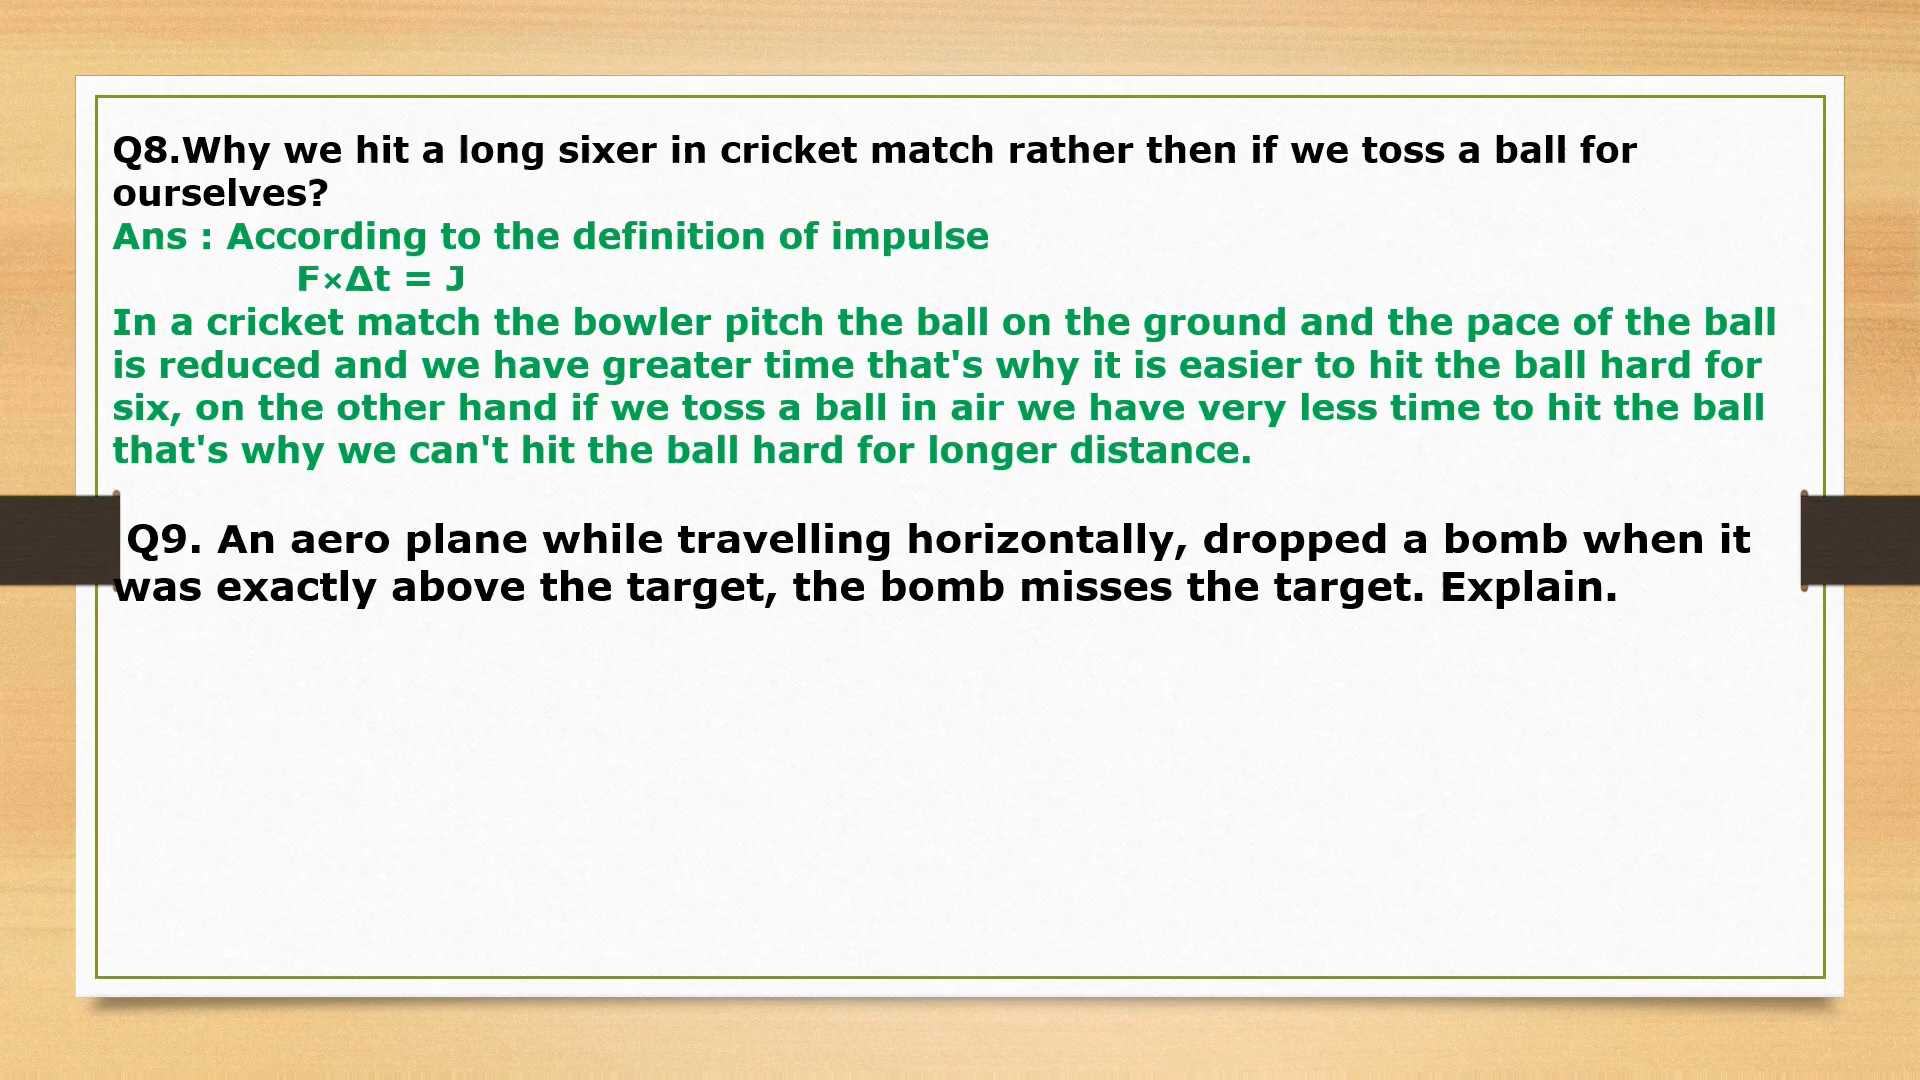 Q8.Why we hit a long sixer in cricket match rather then if we toss a ball for
ourselves?
Ans : According to the definition of impulse
F×Δt = J
In a cricket match the bowler pitch the ball on the ground and the pace of the ball
is reduced and we have greater time that's why it is easier to hit the ball hard for
six, on the other hand if we toss a ball in air we have very less time to hit the ball
that's why we can't hit the ball hard for longer distance.
Q9. An aero plane while travelling horizontally, dropped a bomb when it
was exactly above the target, the bomb misses the target. Explain.